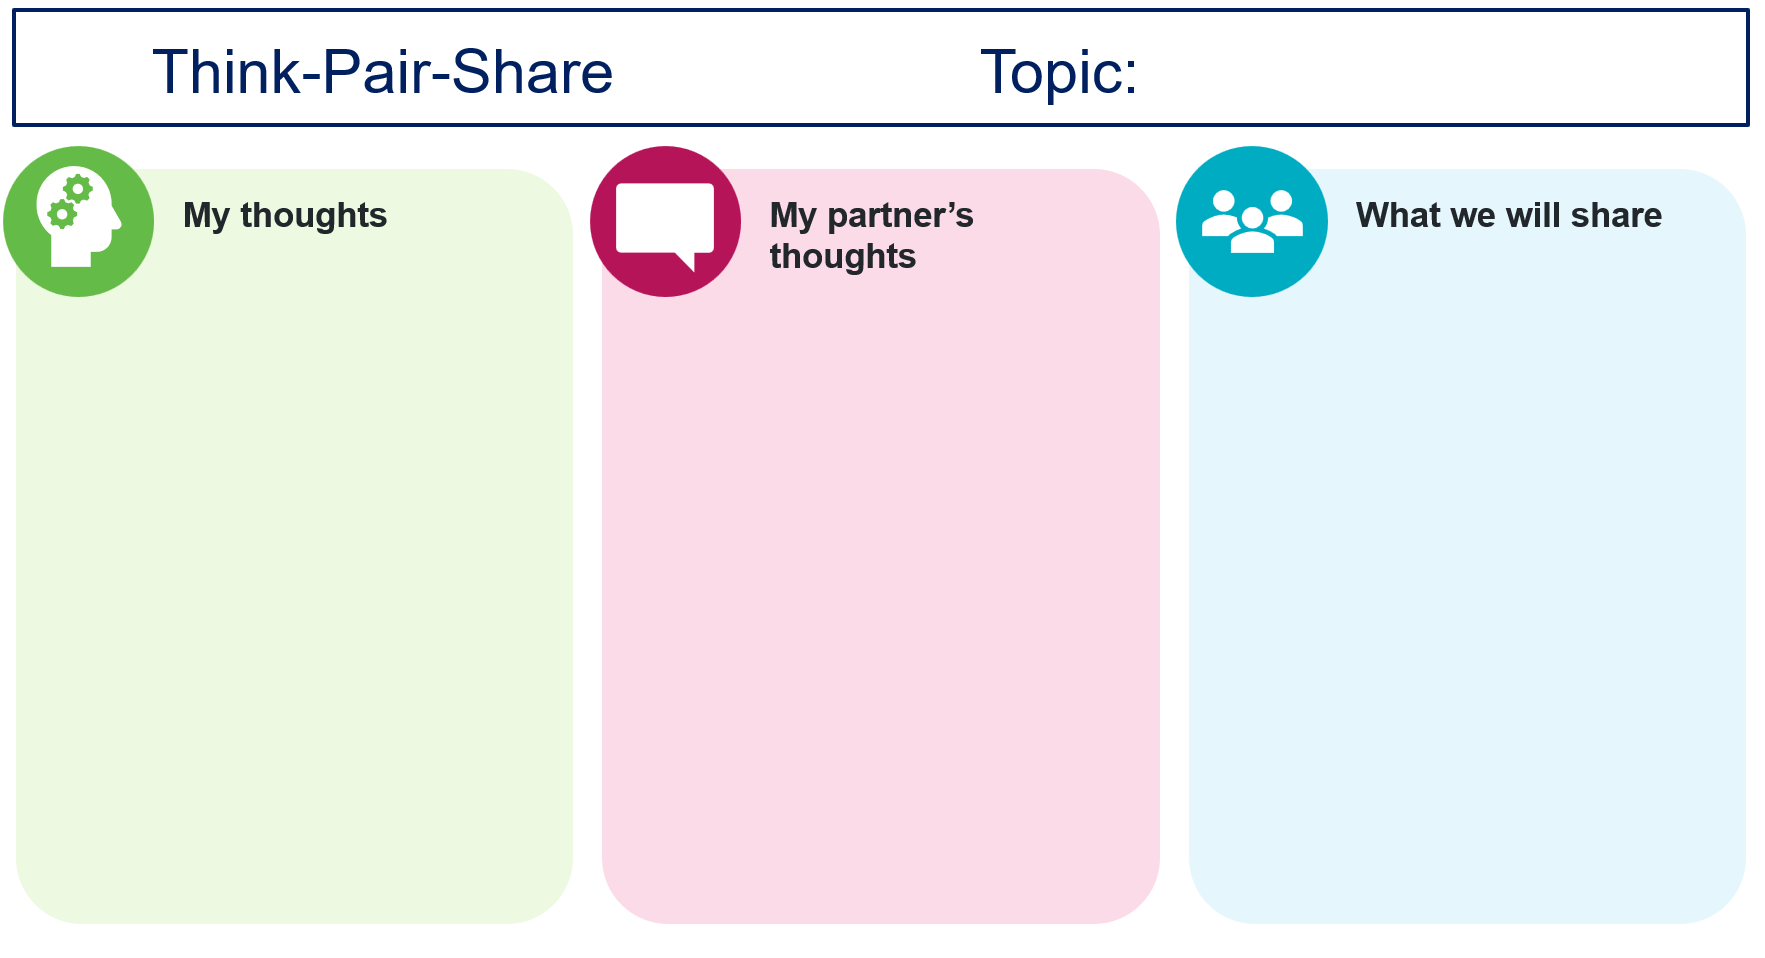 Think-Pair-Share Topic:
My thoughts
My partner’s
thoughts
What we will share